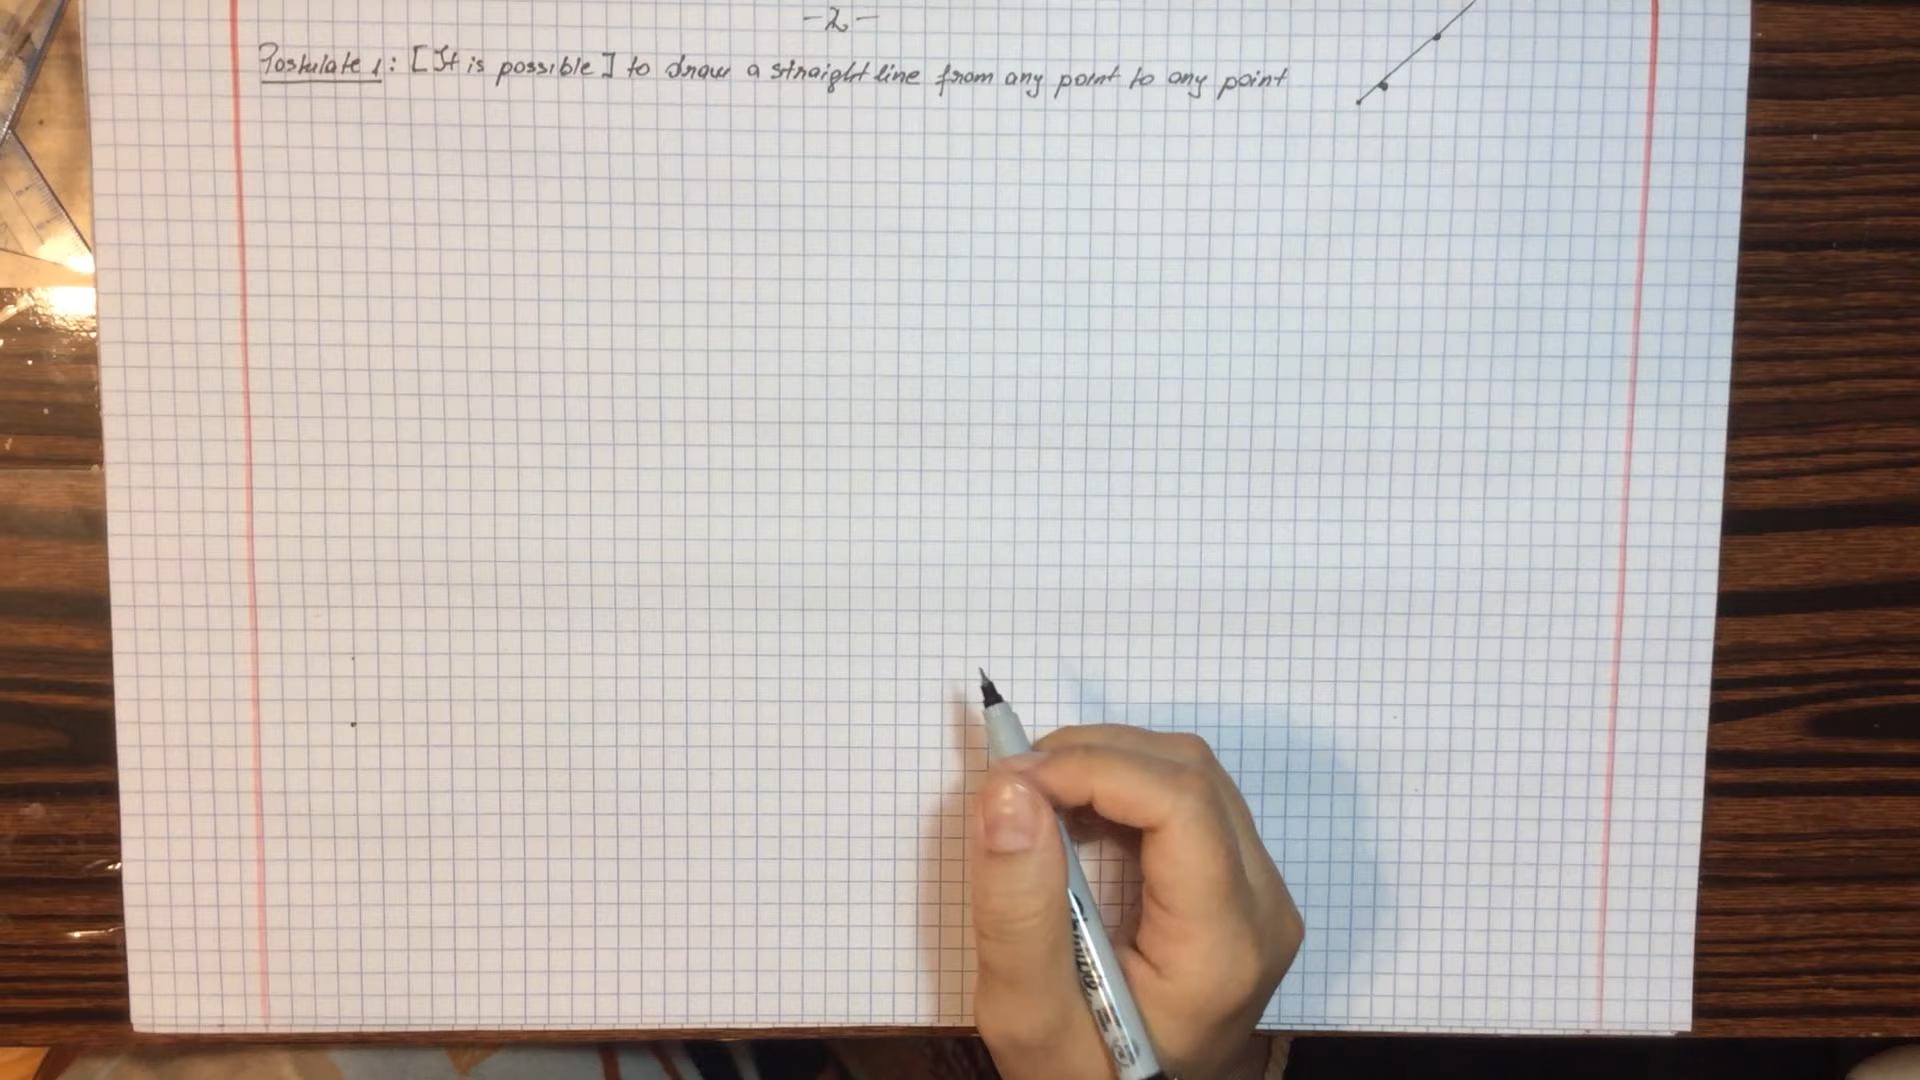 -2-
Postulate 1: [It is possible] to draw a straight line from any point to any point